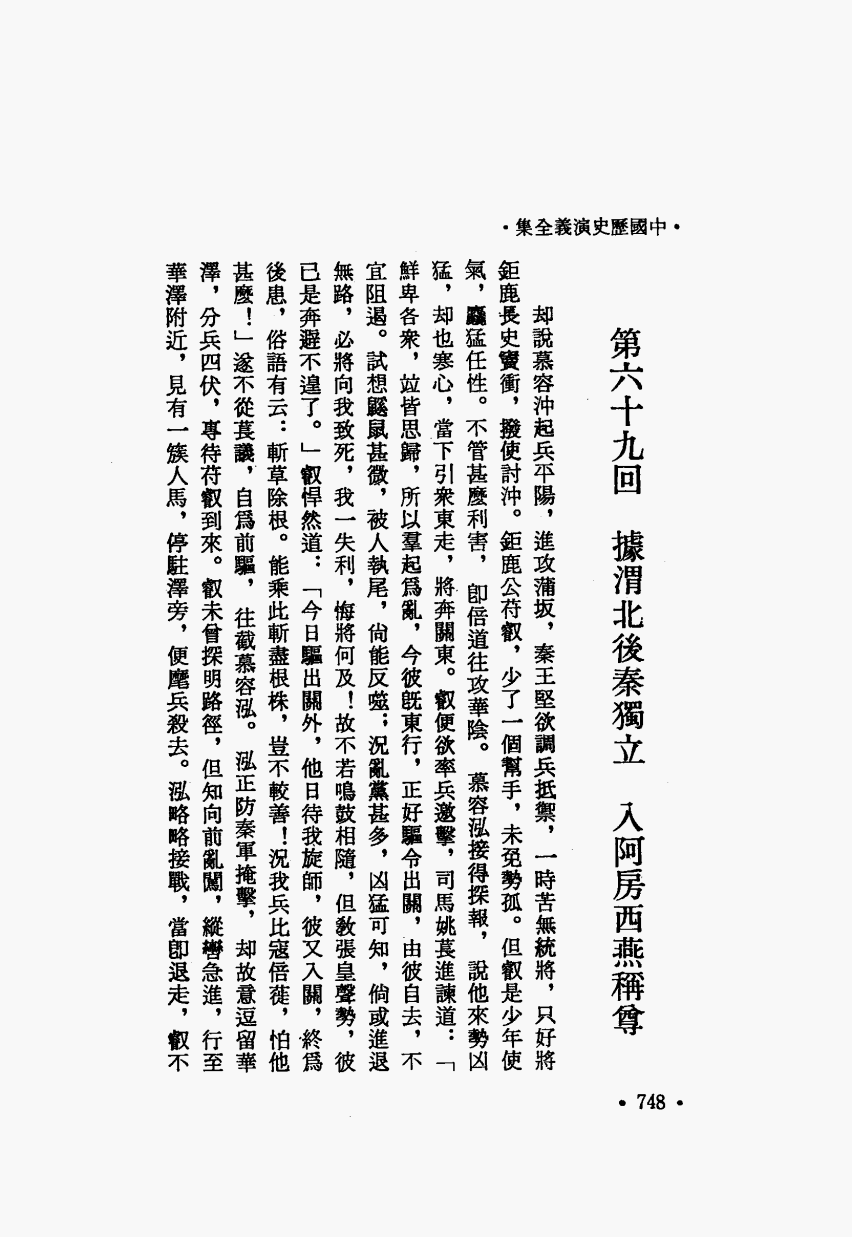 ·中國歷史演義全集·
第六十九回　據渭北後秦獨立　入阿房西燕稱尊
却說慕容沖起兵平陽，進攻蒲坂，秦王堅欲調兵抵禦，一時苦無統將，只好將
鉅鹿長史竇衝，撥使討沖。鉅鹿公苻叡，少了一個幫手，未免勢孤。但叡是少年使
氣，麤猛任性。不管甚麼利害，卽倍道往攻華陰。慕容泓接得探報，說他來勢凶
猛，却也寒心，當下引衆東走，將奔關東。叡便欲率兵邀擊，司馬姚萇進諫道：「
鮮卑各衆，竝皆思歸，所以羣起爲亂，今彼旣東行，正好驅令出關，由彼自去，不
宜阻遏。試想鼷鼠甚微，被人執尾，尙能反噬；況亂黨甚多，凶猛可知，倘或進退
無路，必將向我致死，我一失利，悔將何及！故不若鳴鼓相隨，但敎張皇聲勢，彼
已是奔避不遑了。」叡悍然道：「今日驅出關外，他日待我旋師，彼又入關，終爲
後患，俗語有云：斬草除根。能乘此斬盡根株，豈不較善！況我兵比寇倍蓰，怕他
甚麼！」遂不從萇議，自爲前驅，往截慕容泓。泓正防秦軍掩擊，却故意逗留華
澤，分兵四伏，專待苻叡到來。叡未曾探明路徑，但知向前亂闖，縱轡急進，行至
華澤附近，見有一簇人馬，停駐澤旁，便麾兵殺去。泓略略接戰，當卽退走，叡不
·748·